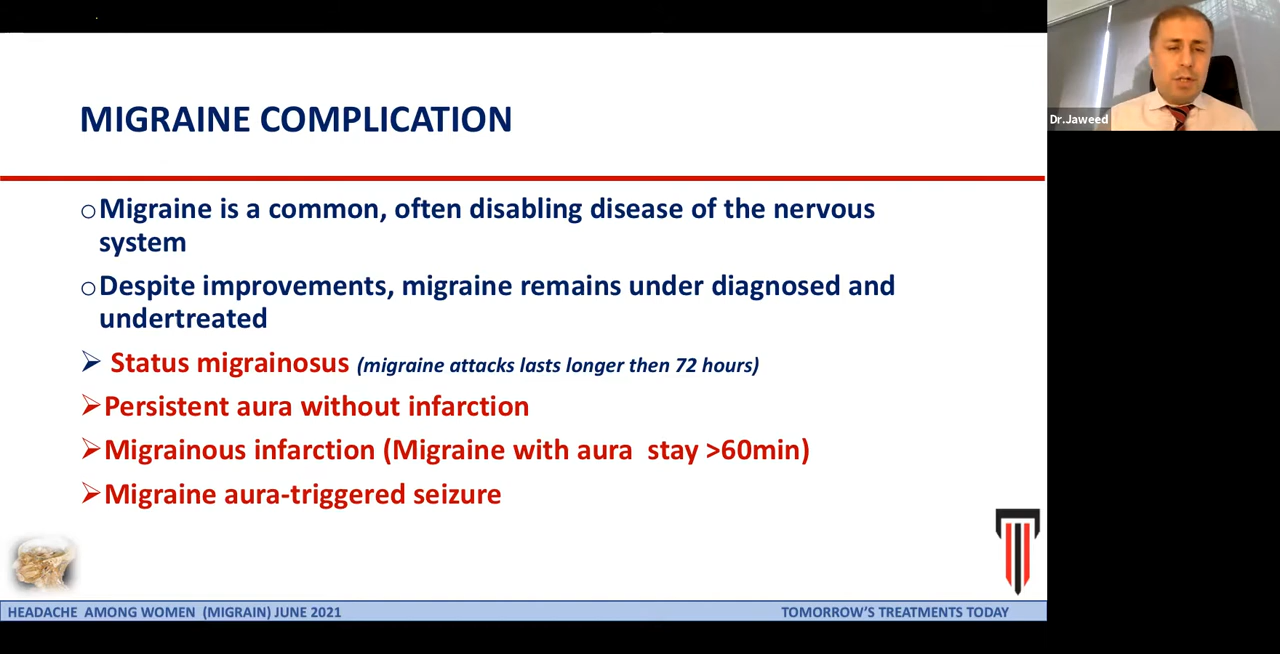 MIGRAINE COMPLICATION
Dr.Jaweed
oMigraine is a common, often disabling disease of the nervous
system
oDespite improvements, migraine remains under diagnosed and
undertreated
➢ Status migrainosus (migraine attacks lasts longer then 72 hours)
➢Persistent aura without infarction
➢Migrainous infarction (Migraine with aura stay >60min)
➢Migraine aura-triggered seizure
HEADACHE AMONG WOMEN (MIGRAIN) JUNE 2021
TOMORROW'S TREATMENTS TODAY